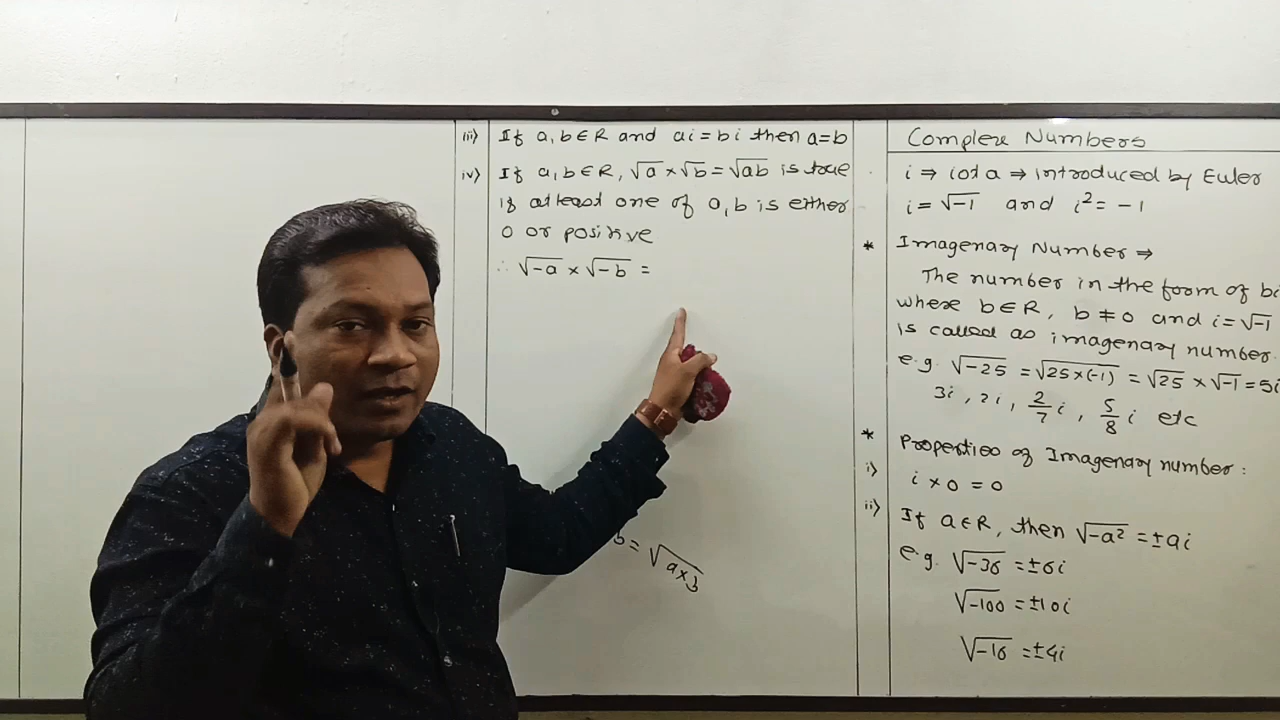 Complex Numbers
i ⇒ iota ⇒ introduced by Euler
i = √-1 and i² = -1
* Imagenary Number ⇒
The number in the form of bi
where b∈R, b ≠ 0 and i = √-1
is called as imagenary number.
e.g. √-25 = √25×(-1) = √25 × √-1 = 5i
3i, 2i, 2/7 i, 5/8 i etc
* Properties of Imagenary number:
i) i × 0 = 0
ii) If a∈R, then √-a² = ±ai
e.g. √-36 = ±6i
√-100 = ±10i
√-16 = ±4i
iii) If a,b∈R and ai = bi then a=b
iv) If a,b∈R, √a × √b = √ab is true
if atleast one of a,b is either
0 or positive
∴ √-a × √-b =
b = √a×b